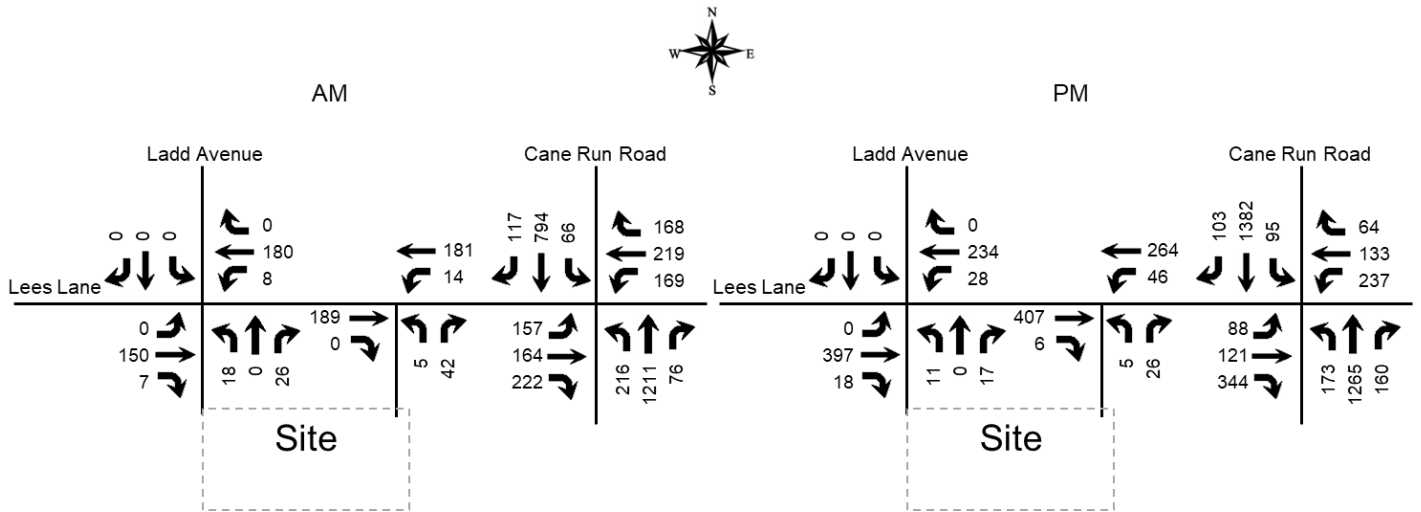 N
W E
S
AM PM
Ladd Avenue Cane Run Road Ladd Avenue Cane Run Road
0 0 0 0 117 794 66 168 0 0 0 0 103 1382 95 64
180 181 219 234 264 133
8 14 169 28 46 237
Lees Lane Lees Lane
0 189 157 0 407 88
150 0 164 397 6 121
7 18 0 26 5 42 222 216 1211 76 18 11 0 17 5 26 344 173 1265 160
Site Site